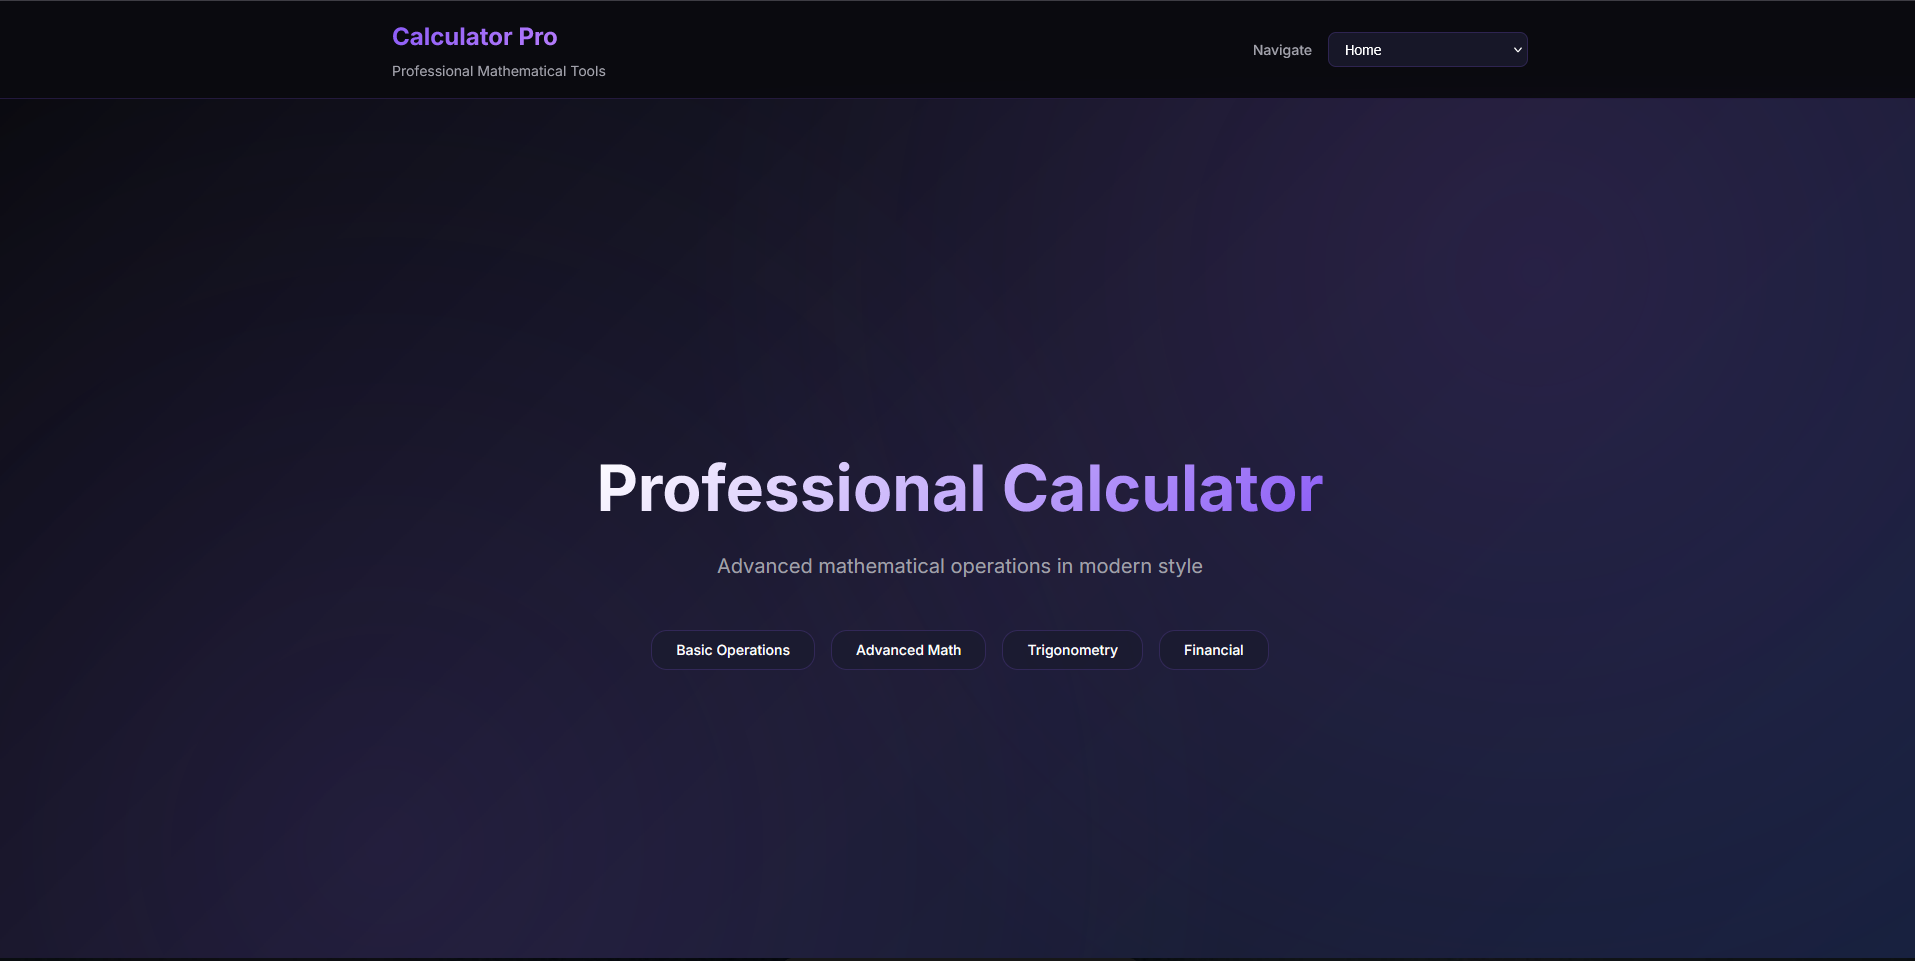 Calculator Pro
Professional Mathematical Tools
Navigate
Home
Professional Calculator
Advanced mathematical operations in modern style
Basic Operations
Advanced Math
Trigonometry
Financial